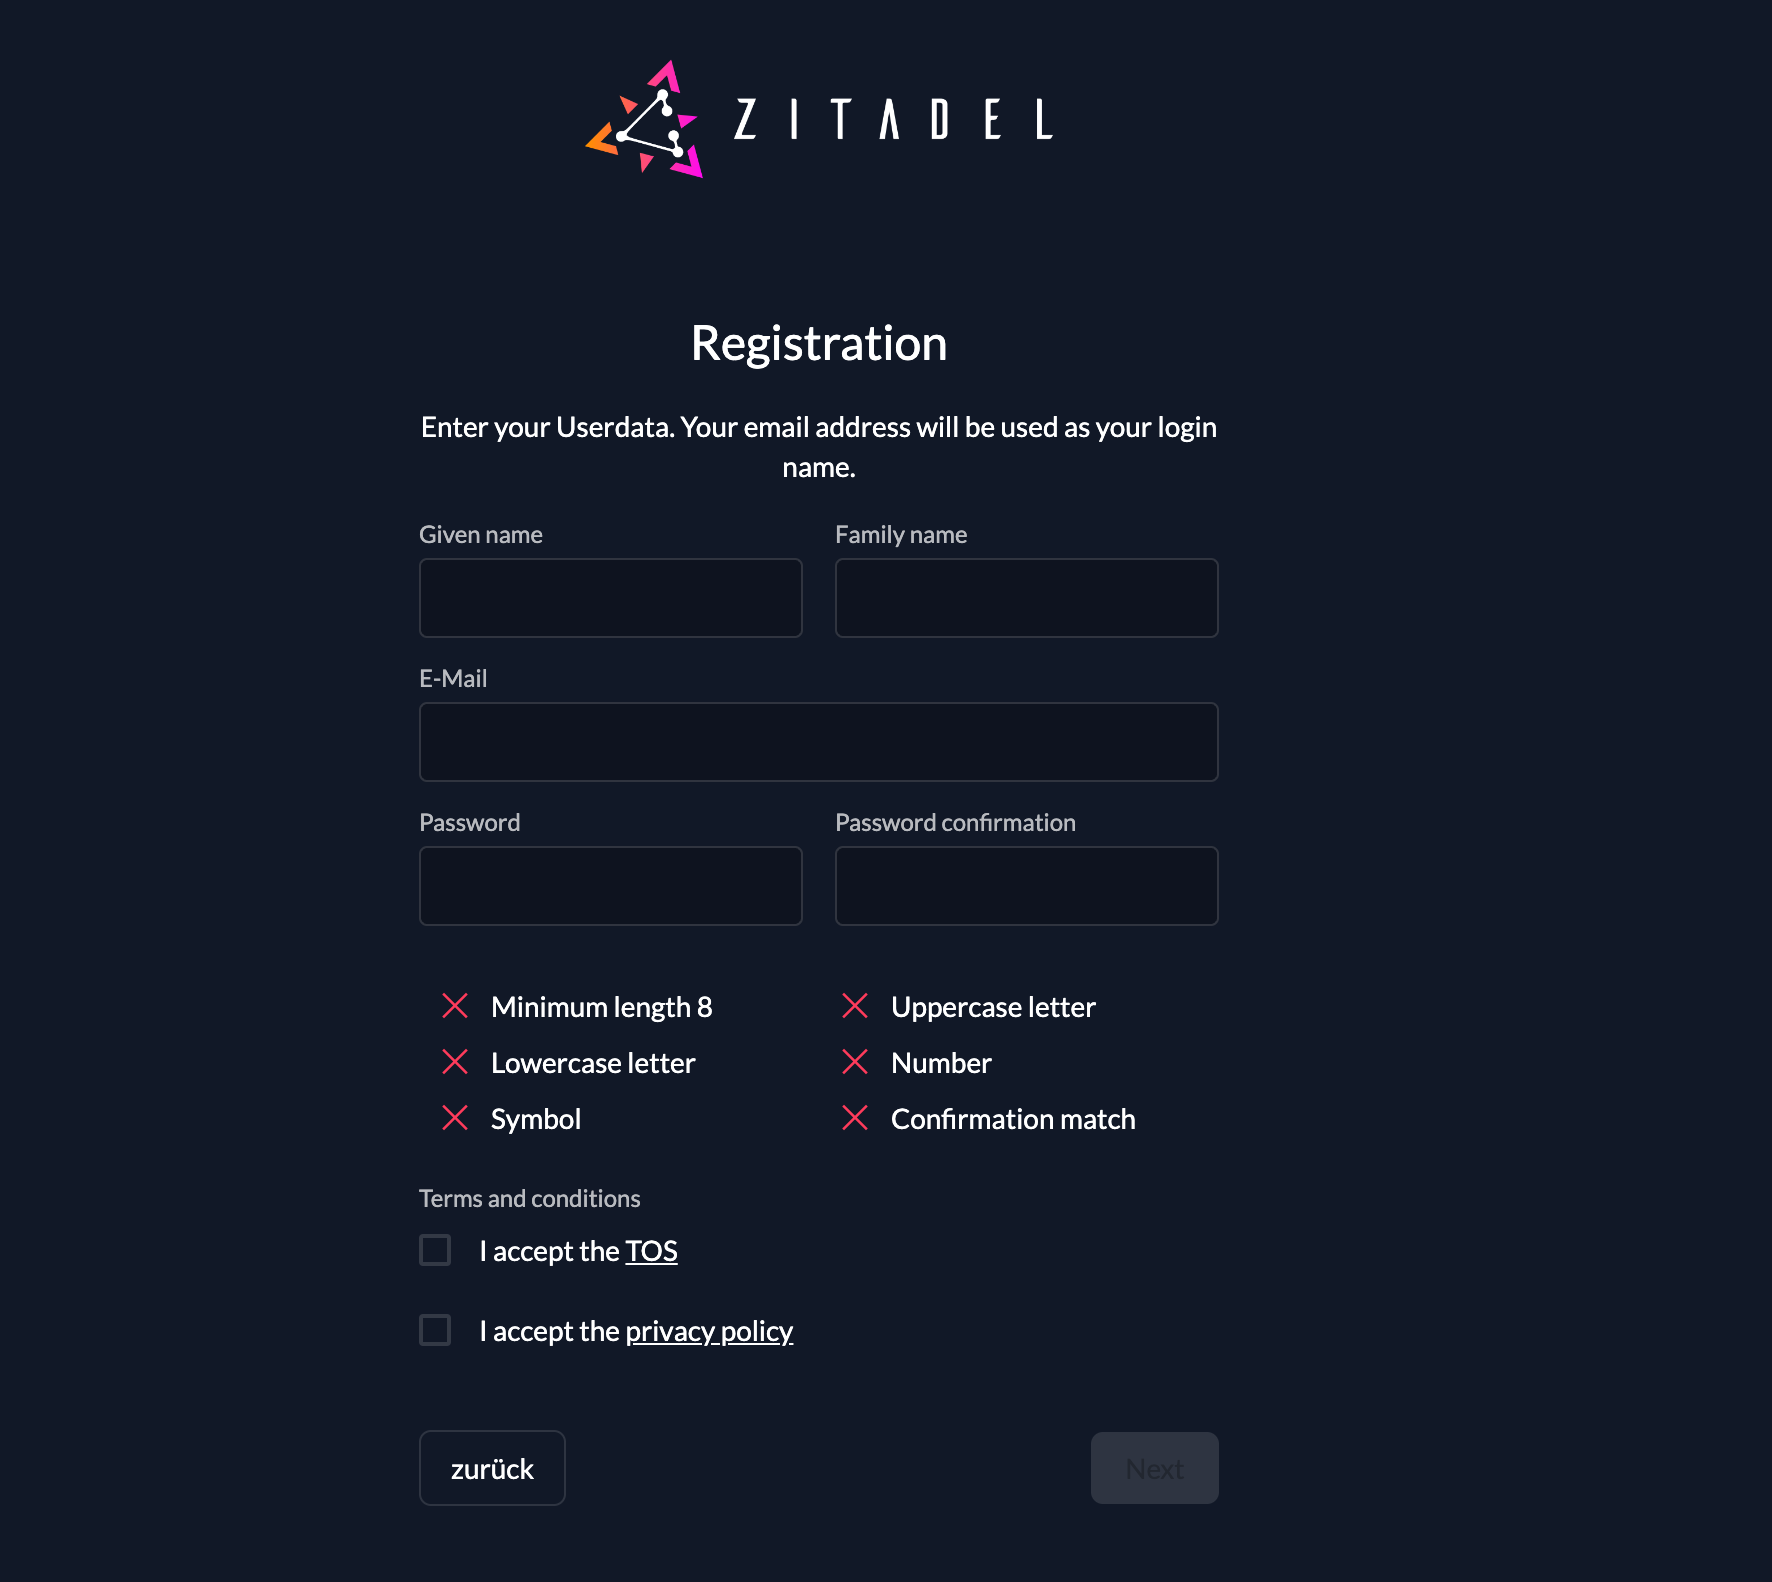 ZITADEL
Registration
Enter your Userdata. Your email address will be used as your login
name.
Given name
Family name
E-Mail
Password
Password confirmation
Minimum length 8
Uppercase letter
Lowercase letter
Number
Symbol
Confirmation match
Terms and conditions
I accept the TOS
I accept the privacy policy
zurück
Next